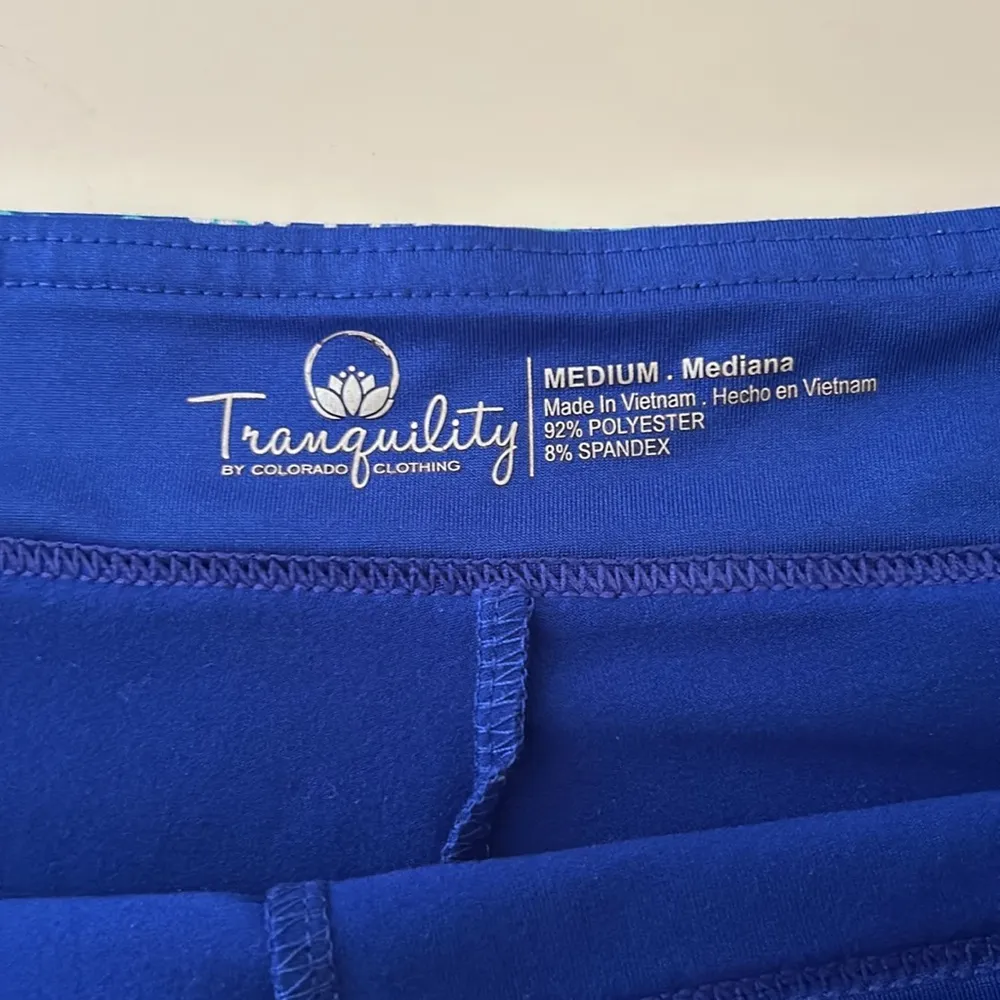 Tranquility
BY COLORADO CLOTHING
MEDIUM . Mediana
Made In Vietnam . Hecho en Vietnam
92% POLYESTER
8% SPANDEX